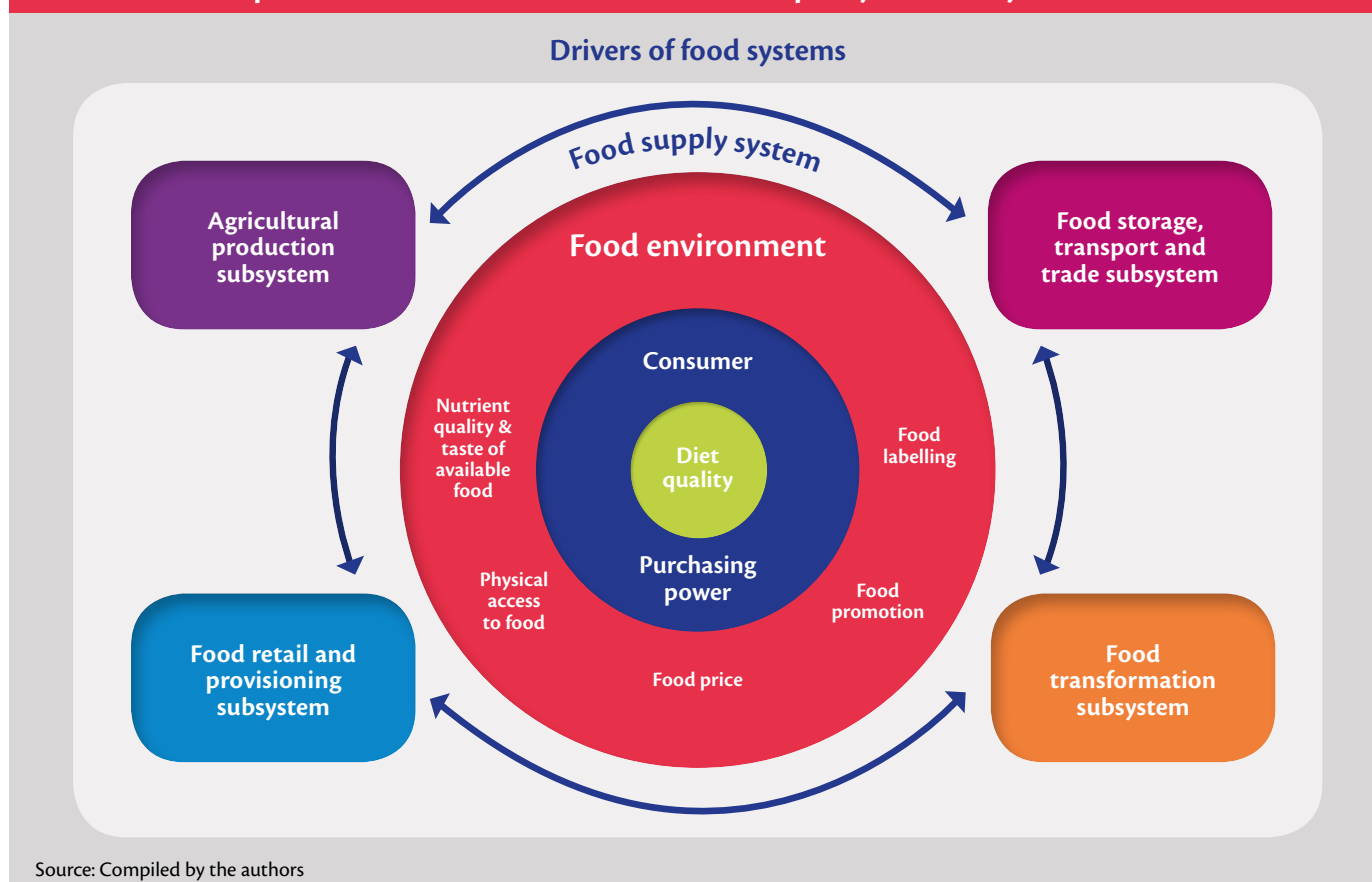 Drivers of food systems
Food supply system
Agricultural
production
subsystem
Food storage,
transport and
trade subsystem
Food environment
Consumer
Diet
quality
Purchasing
power
Nutrient
quality &
taste of
available
food
Food
labelling
Physical
access
to food
Food
promotion
Food price
Food retail and
provisioning
subsystem
Food
transformation
subsystem
Source: Compiled by the authors